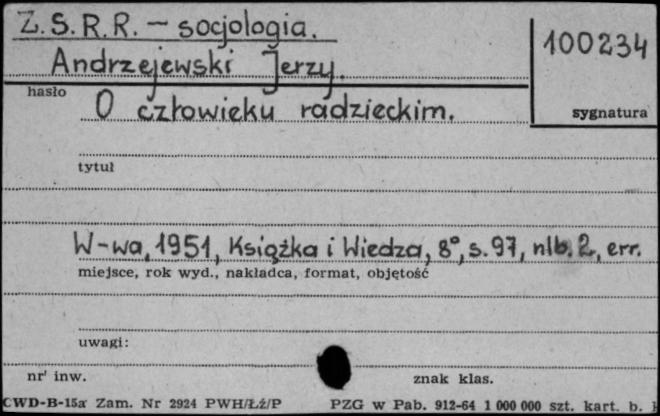 Z.S.R.R. – socjologia.
100234
Andrzejewski Jerzy.
hasło
O człowieku radzieckim.
sygnatura
tytuł
W-wa, 1951, Książka i Wiedza, 8°, s. 97, nlb. 2, err.
miejsce, rok wyd., nakładca, format, objętość
uwagi:
nr inw.
znak klas.
CWD-B-15a Zam. Nr 2924 PWH/Łź/P
PZG w Pab. 912-64 1 000 000 szt. kart. b.